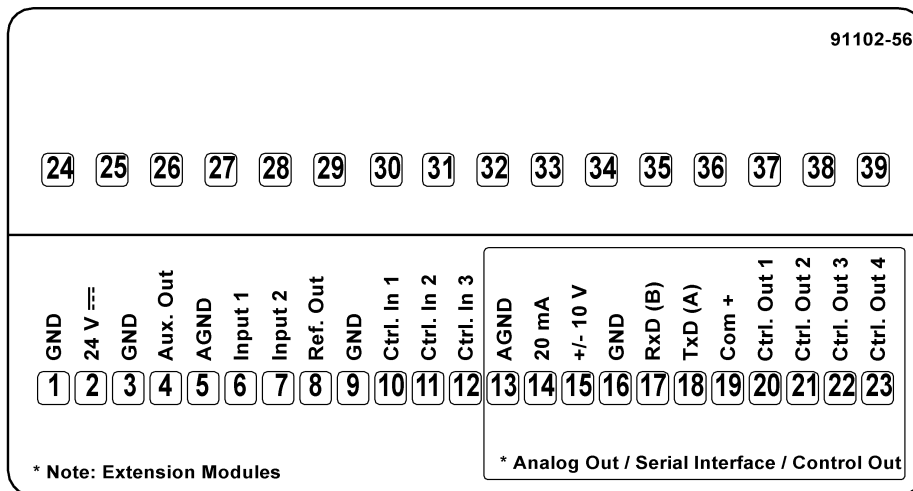 91102-56
24 25 26 27 28 29 30 31 32 33 34 35 36 37 38 39
GND
24 V ⎓
GND
Aux. Out
AGND
Input 1
Input 2
Ref. Out
GND
Ctrl. In 1
Ctrl. In 2
Ctrl. In 3
AGND
20 mA
+/- 10 V
GND
RxD (B)
TxD (A)
Com +
Ctrl. Out 1
Ctrl. Out 2
Ctrl. Out 3
Ctrl. Out 4
1 2 3 4 5 6 7 8 9 10 11 12 13 14 15 16 17 18 19 20 21 22 23
* Note: Extension Modules
* Analog Out / Serial Interface / Control Out